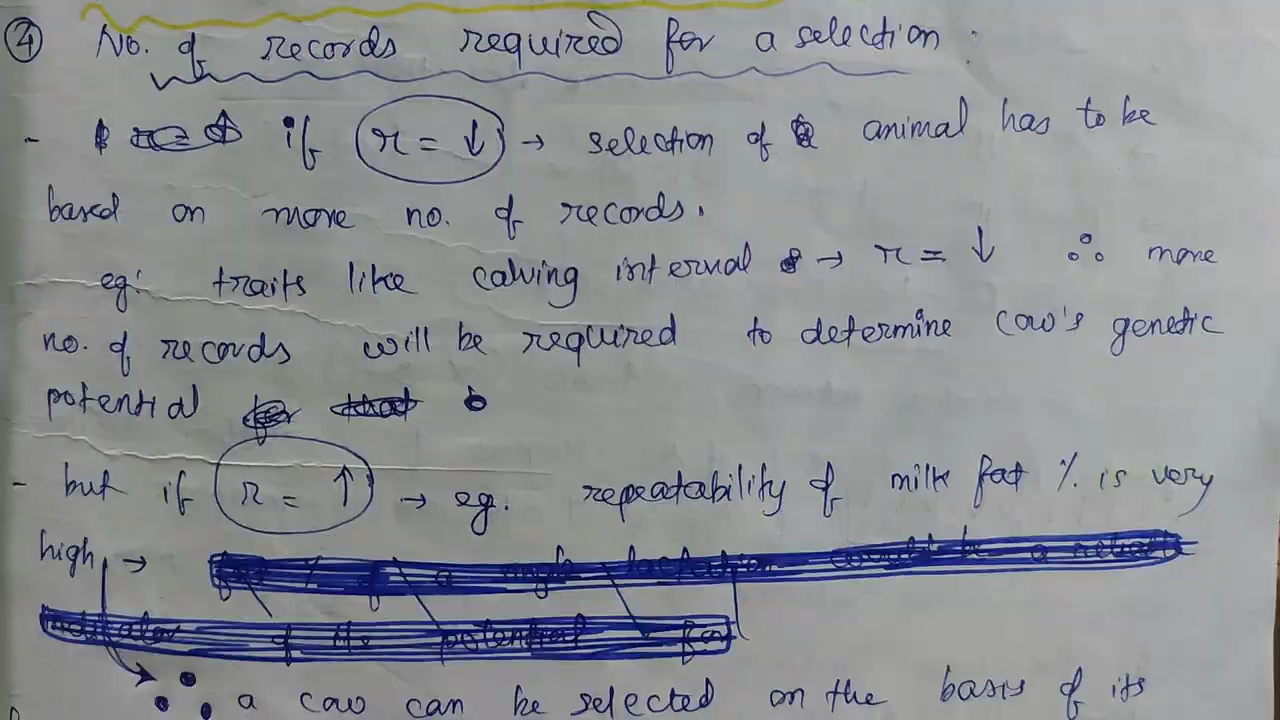 ④ No. of records required for a selection :
- if r = ↓ → selection of animal has to be
based on more no. of records.
eg: traits like calving interval → r = ↓ ∴ more
no. of records will be required to determine cow's genetic
potential
- but if r = ↑ → eg. repeatability of milk fat % is very
high →
∴ a cow can be selected on the basis of its